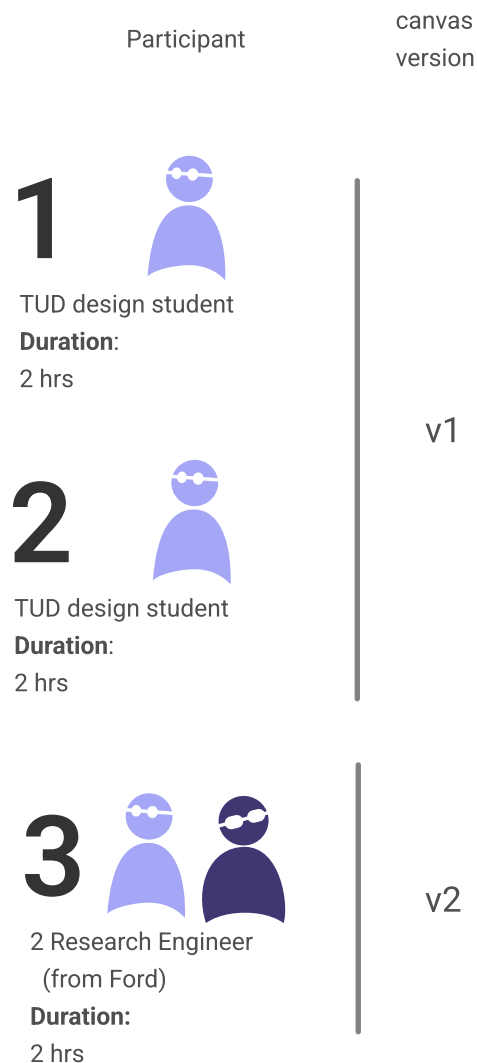 Participant
canvas
version
1
TUD design student
Duration:
2 hrs
v1
2
TUD design student
Duration:
2 hrs
3
v2
2 Research Engineer
(from Ford)
Duration:
2 hrs